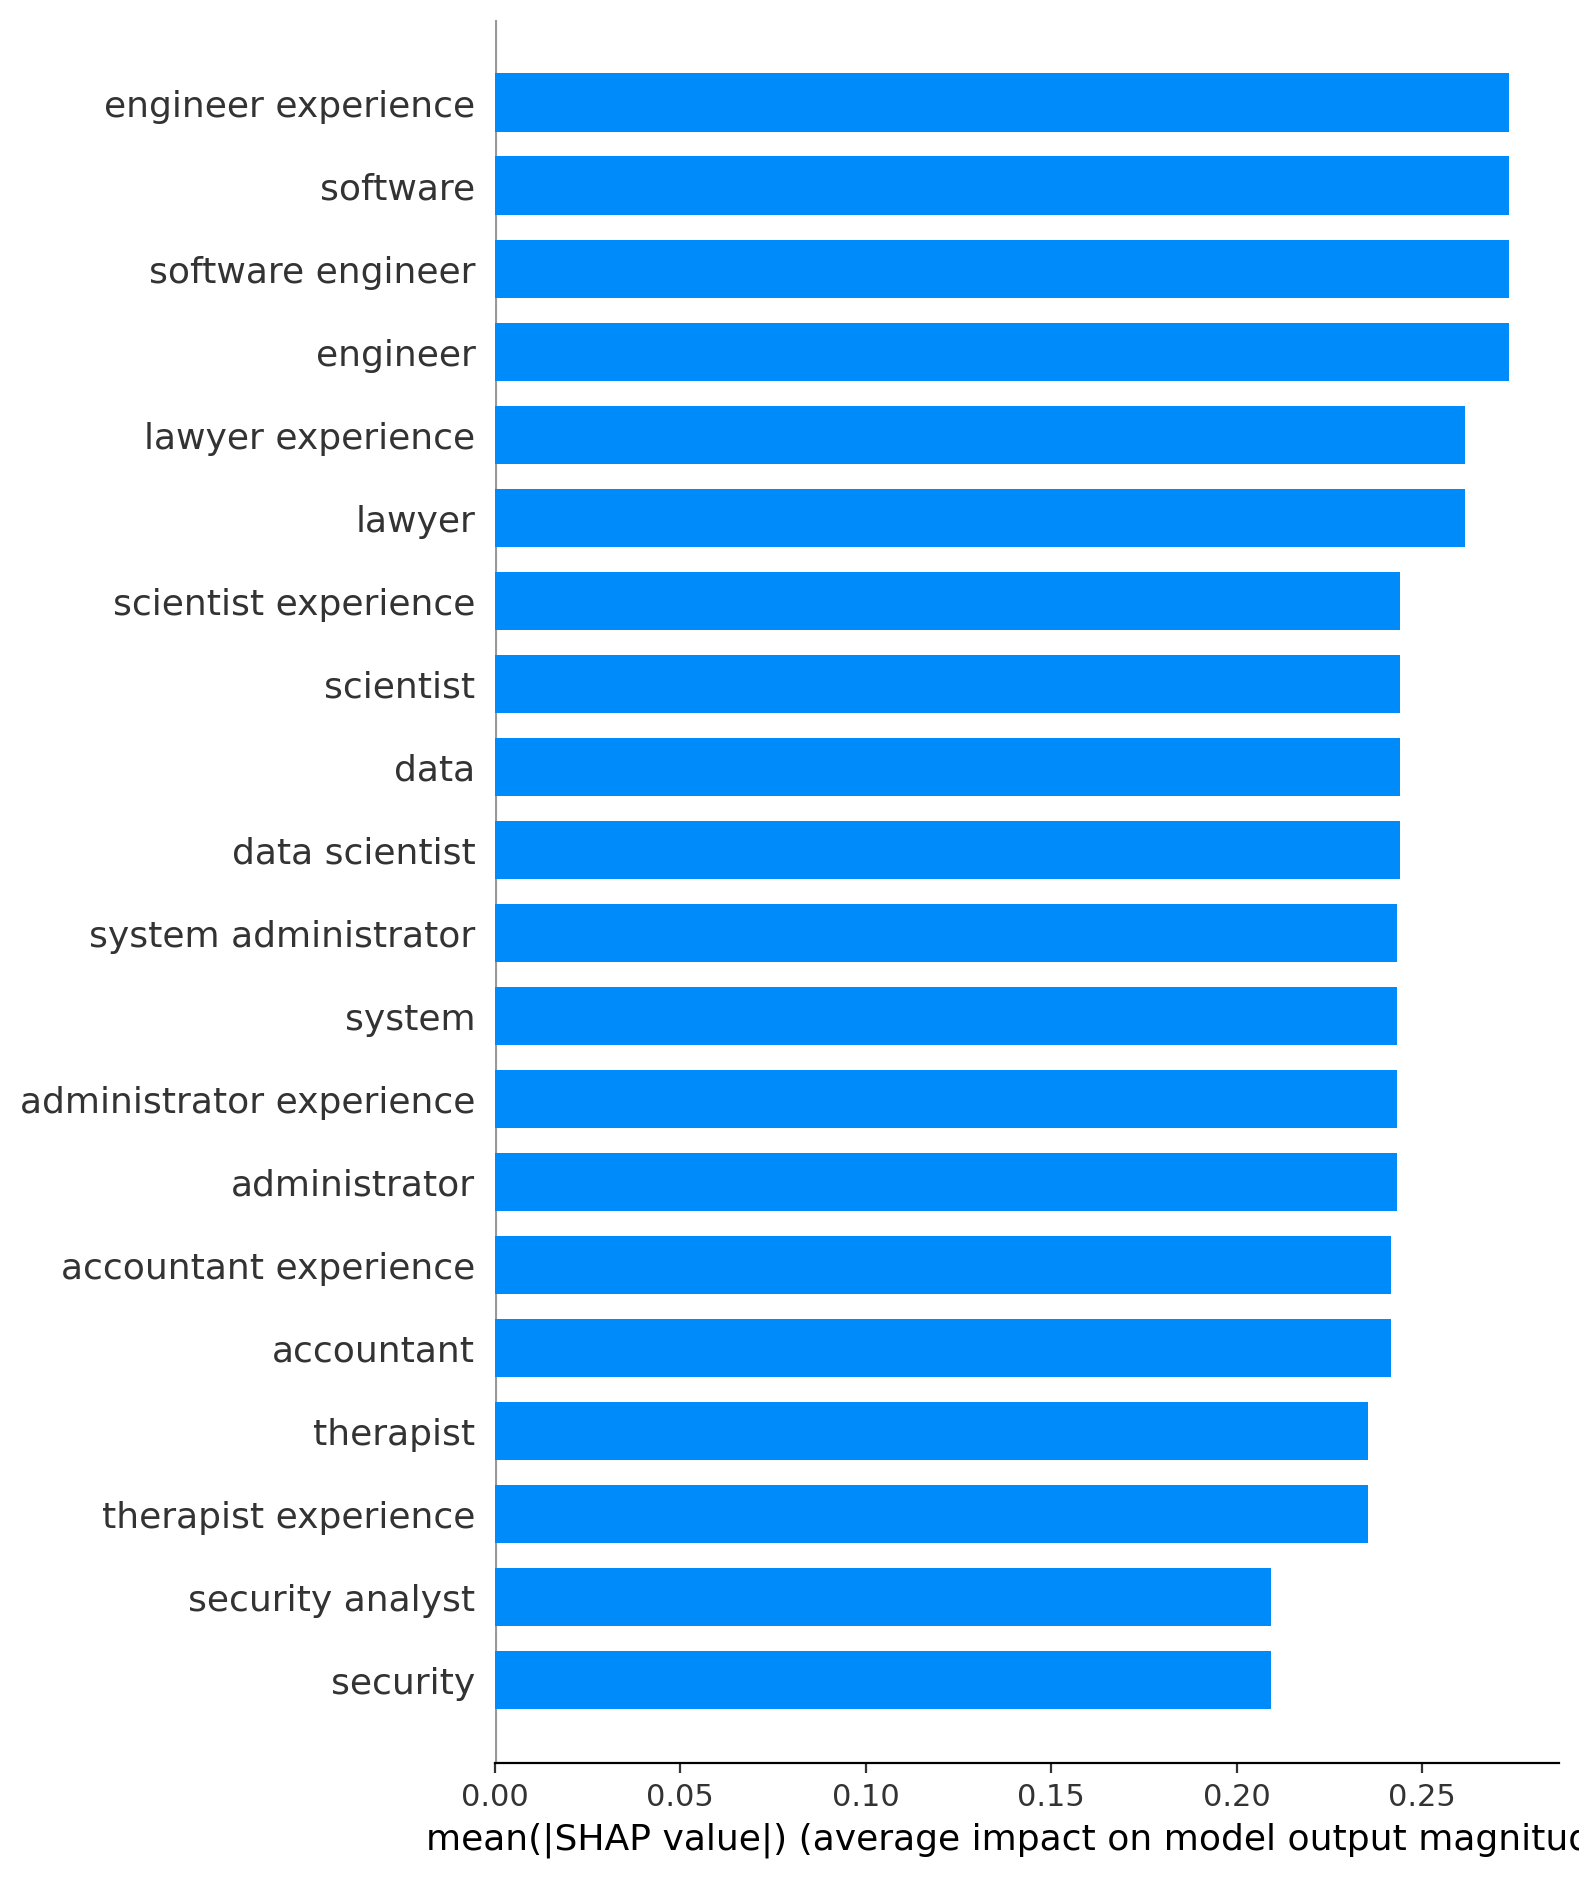 engineer experience
software
software engineer
engineer
lawyer experience
lawyer
scientist experience
scientist
data
data scientist
system administrator
system
administrator experience
administrator
accountant experience
accountant
therapist
therapist experience
security analyst
security
0.00 0.05 0.10 0.15 0.20 0.25
mean(|SHAP value|) (average impact on model output